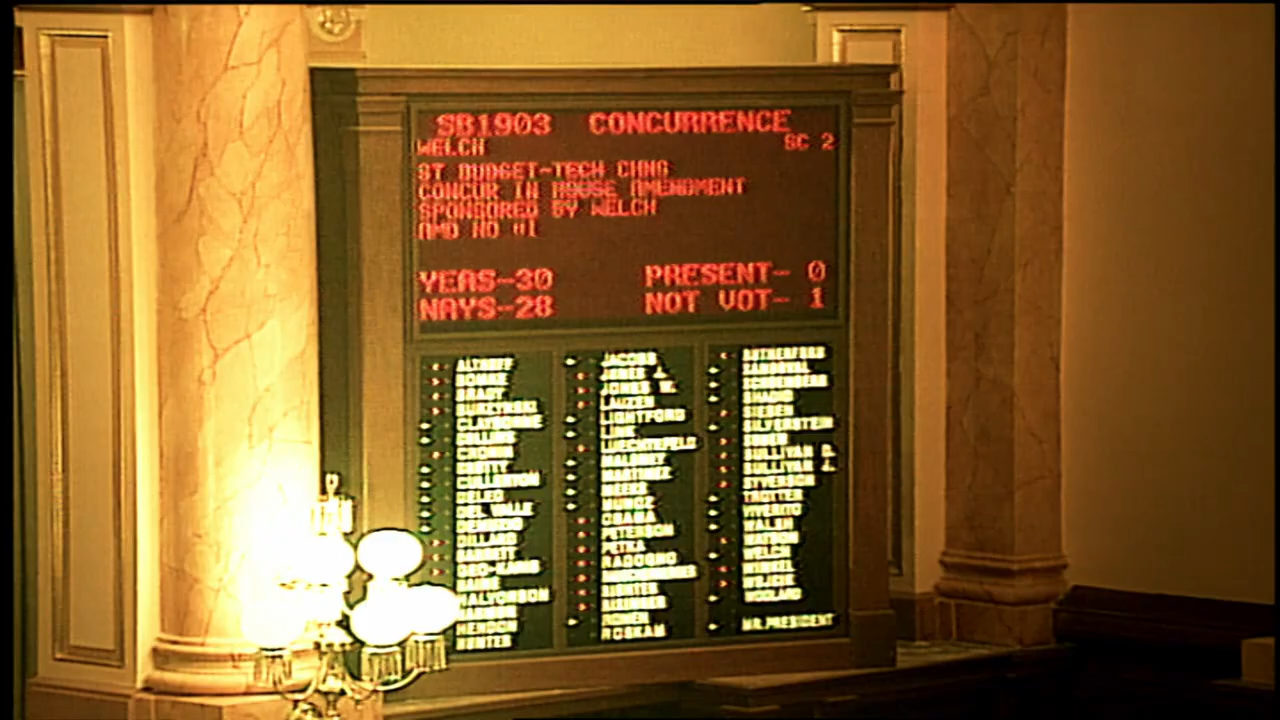 SB1903 CONCURRENCE
WELCH SC 2
ST BUDGET-TECH CHNG
CONCUR IN HOUSE AMENDMENT
SPONSORED BY WELCH
AMD NO #1
YEAS-30 PRESENT- 0
NAYS-28 NOT VOT- 1
ALTHOFF
BOMKE
BRADY
BURZYNSKI
CLAYBORNE
COLLINS
CRONIN
CROTTY
CULLERTON
DELEO
DEL VALLE
DEMUZIO
DILLARD
GARRETT
GEO-KARIS
HAINE
HALVORSON
HARMON
HENDON
HUNTER
JACOBS
JONES J.
JONES W.
LAUZEN
LIGHTFORD
LINK
LUECHTEFELD
MALONEY
MARTINEZ
MEEKS
MUNOZ
OBAMA
PETERSON
PETKA
RADOGNO
RIGHTER
RISINGER
RONEN
ROSKAM
RUTHERFORD
SANDOVAL
SCHOENBERG
SHADID
SIEBEN
SILVERSTEIN
SODEN
SULLIVAN D.
SULLIVAN J.
SYVERSON
TROTTER
VIVERITO
WALSH
WATSON
WELCH
WINKEL
WOJCIK
WOOLARD
MR.PRESIDENT